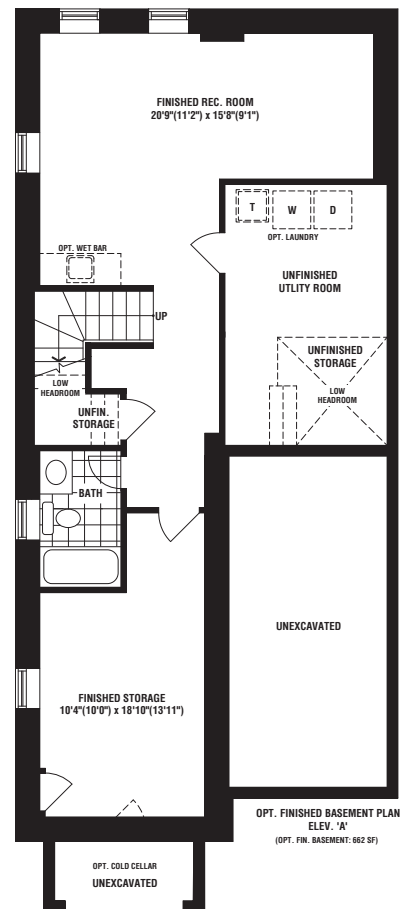 FINISHED REC. ROOM
20'9"(11'2") x 15'8"(9'1")
T
W
D
OPT. LAUNDRY
OPT. WET BAR
UNFINISHED
UTLITY ROOM
UP
UNFINISHED
STORAGE
LOW
HEADROOM
LOW
HEADROOM
UNFIN.
STORAGE
BATH
UNEXCAVATED
FINISHED STORAGE
10'4"(10'0") x 18'10"(13'11")
OPT. FINISHED BASEMENT PLAN
ELEV. 'A'
(OPT. FIN. BASEMENT: 662 SF)
OPT. COLD CELLAR
UNEXCAVATED